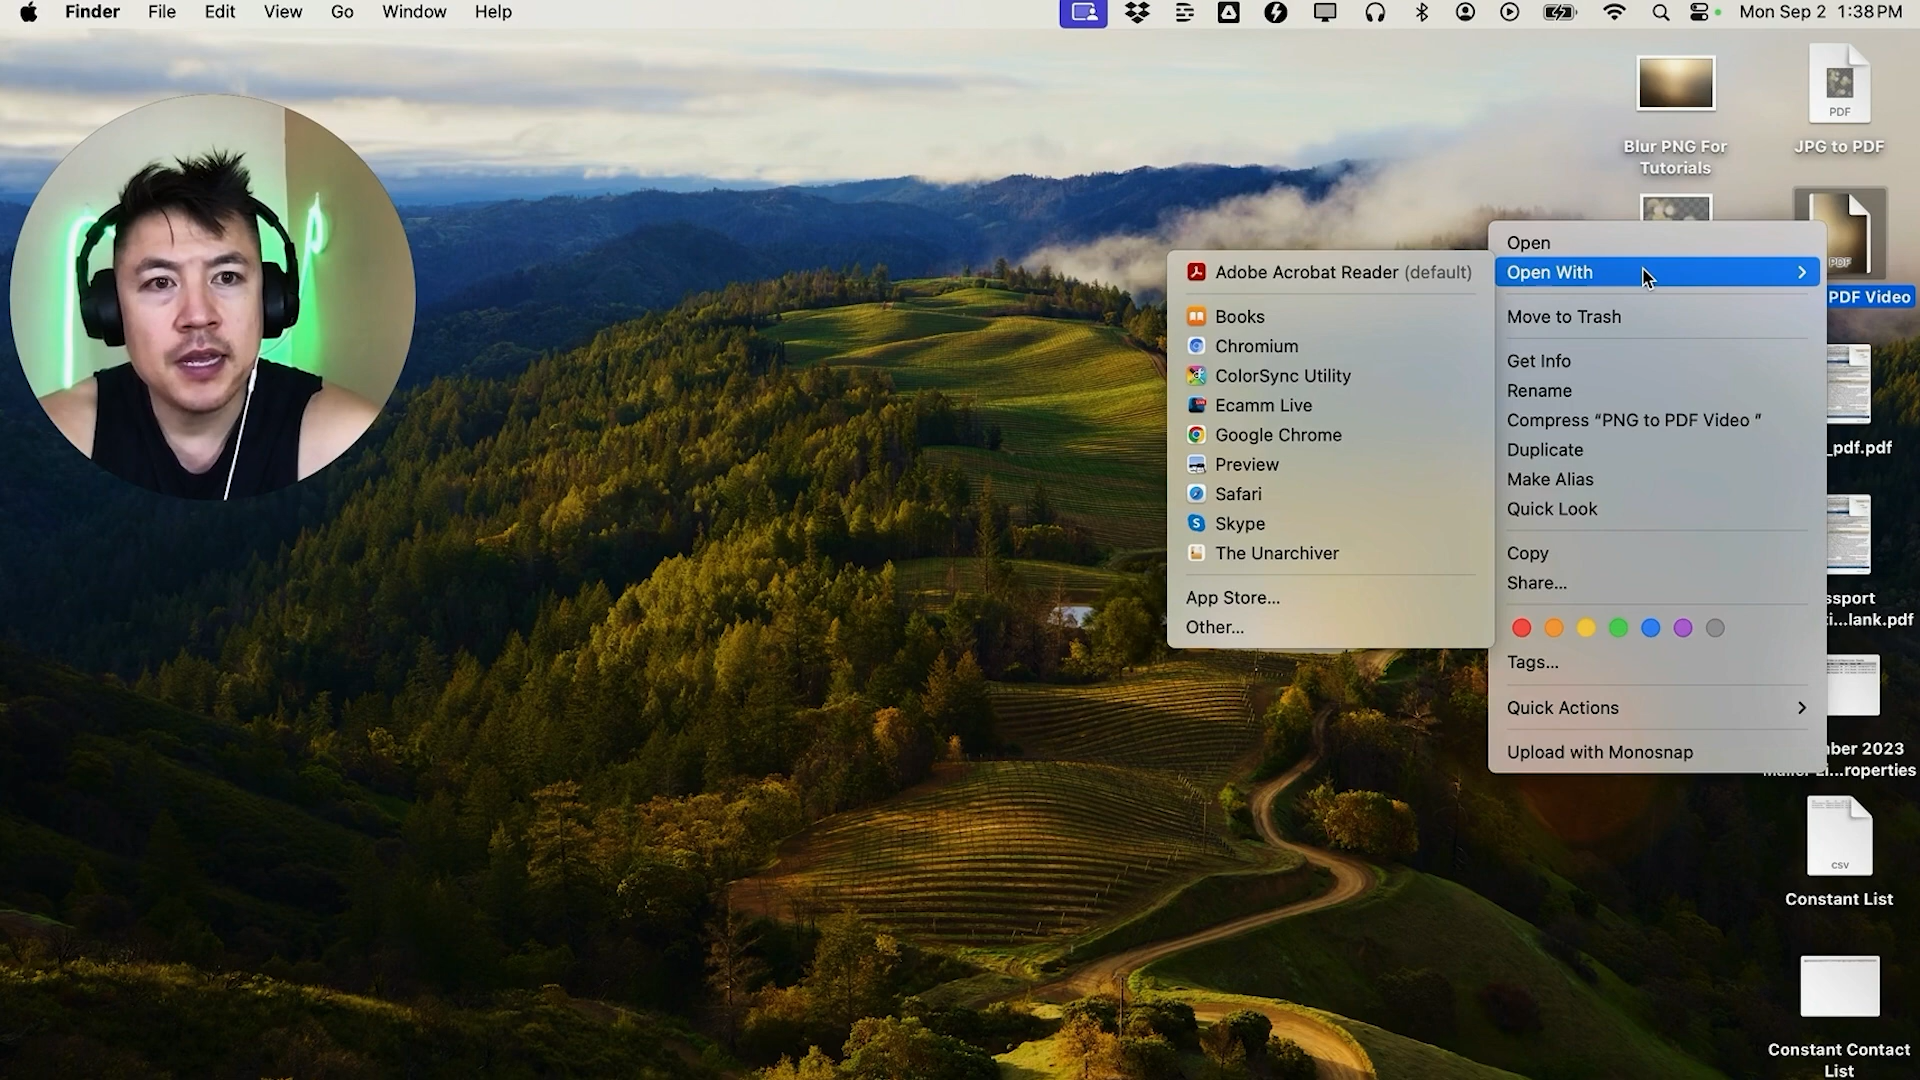 Finder File Edit View Go Window Help
Mon Sep 2 1:38 PM
Blur PNG For
Tutorials
PDF
JPG to PDF
PDF
PDF Video
Open
Open With
Move to Trash
Get Info
Rename
Compress “PNG to PDF Video ”
Duplicate
Make Alias
Quick Look
Copy
Share...
Tags...
Quick Actions
Upload with Monosnap
Adobe Acrobat Reader (default)
Books
Chromium
ColorSync Utility
Ecamm Live
Google Chrome
Preview
Safari
Skype
The Unarchiver
App Store...
Other...
_pdf.pdf
ssport
ti...lank.pdf
ber 2023
roperties
CSV
Constant List
Constant Contact
List